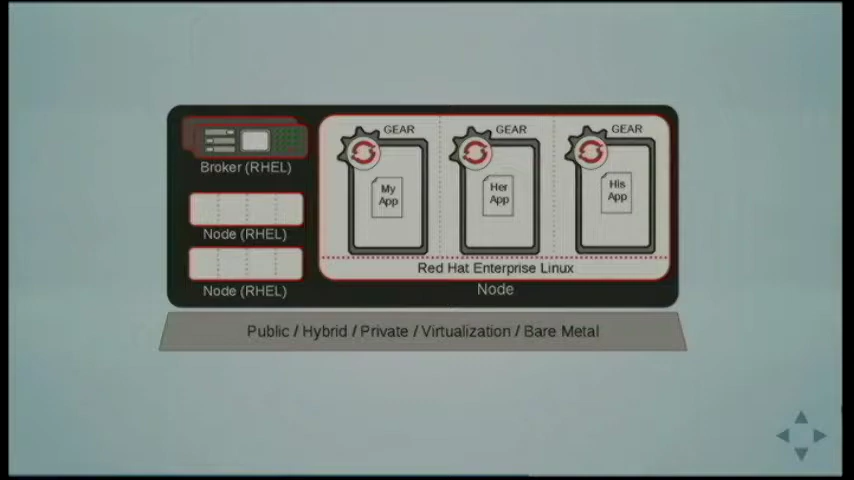 Broker (RHEL)
Node (RHEL)
Node (RHEL)
GEAR
GEAR
GEAR
My
App
Her
App
His
App
Red Hat Enterprise Linux
Node
Public / Hybrid / Private / Virtualization / Bare Metal